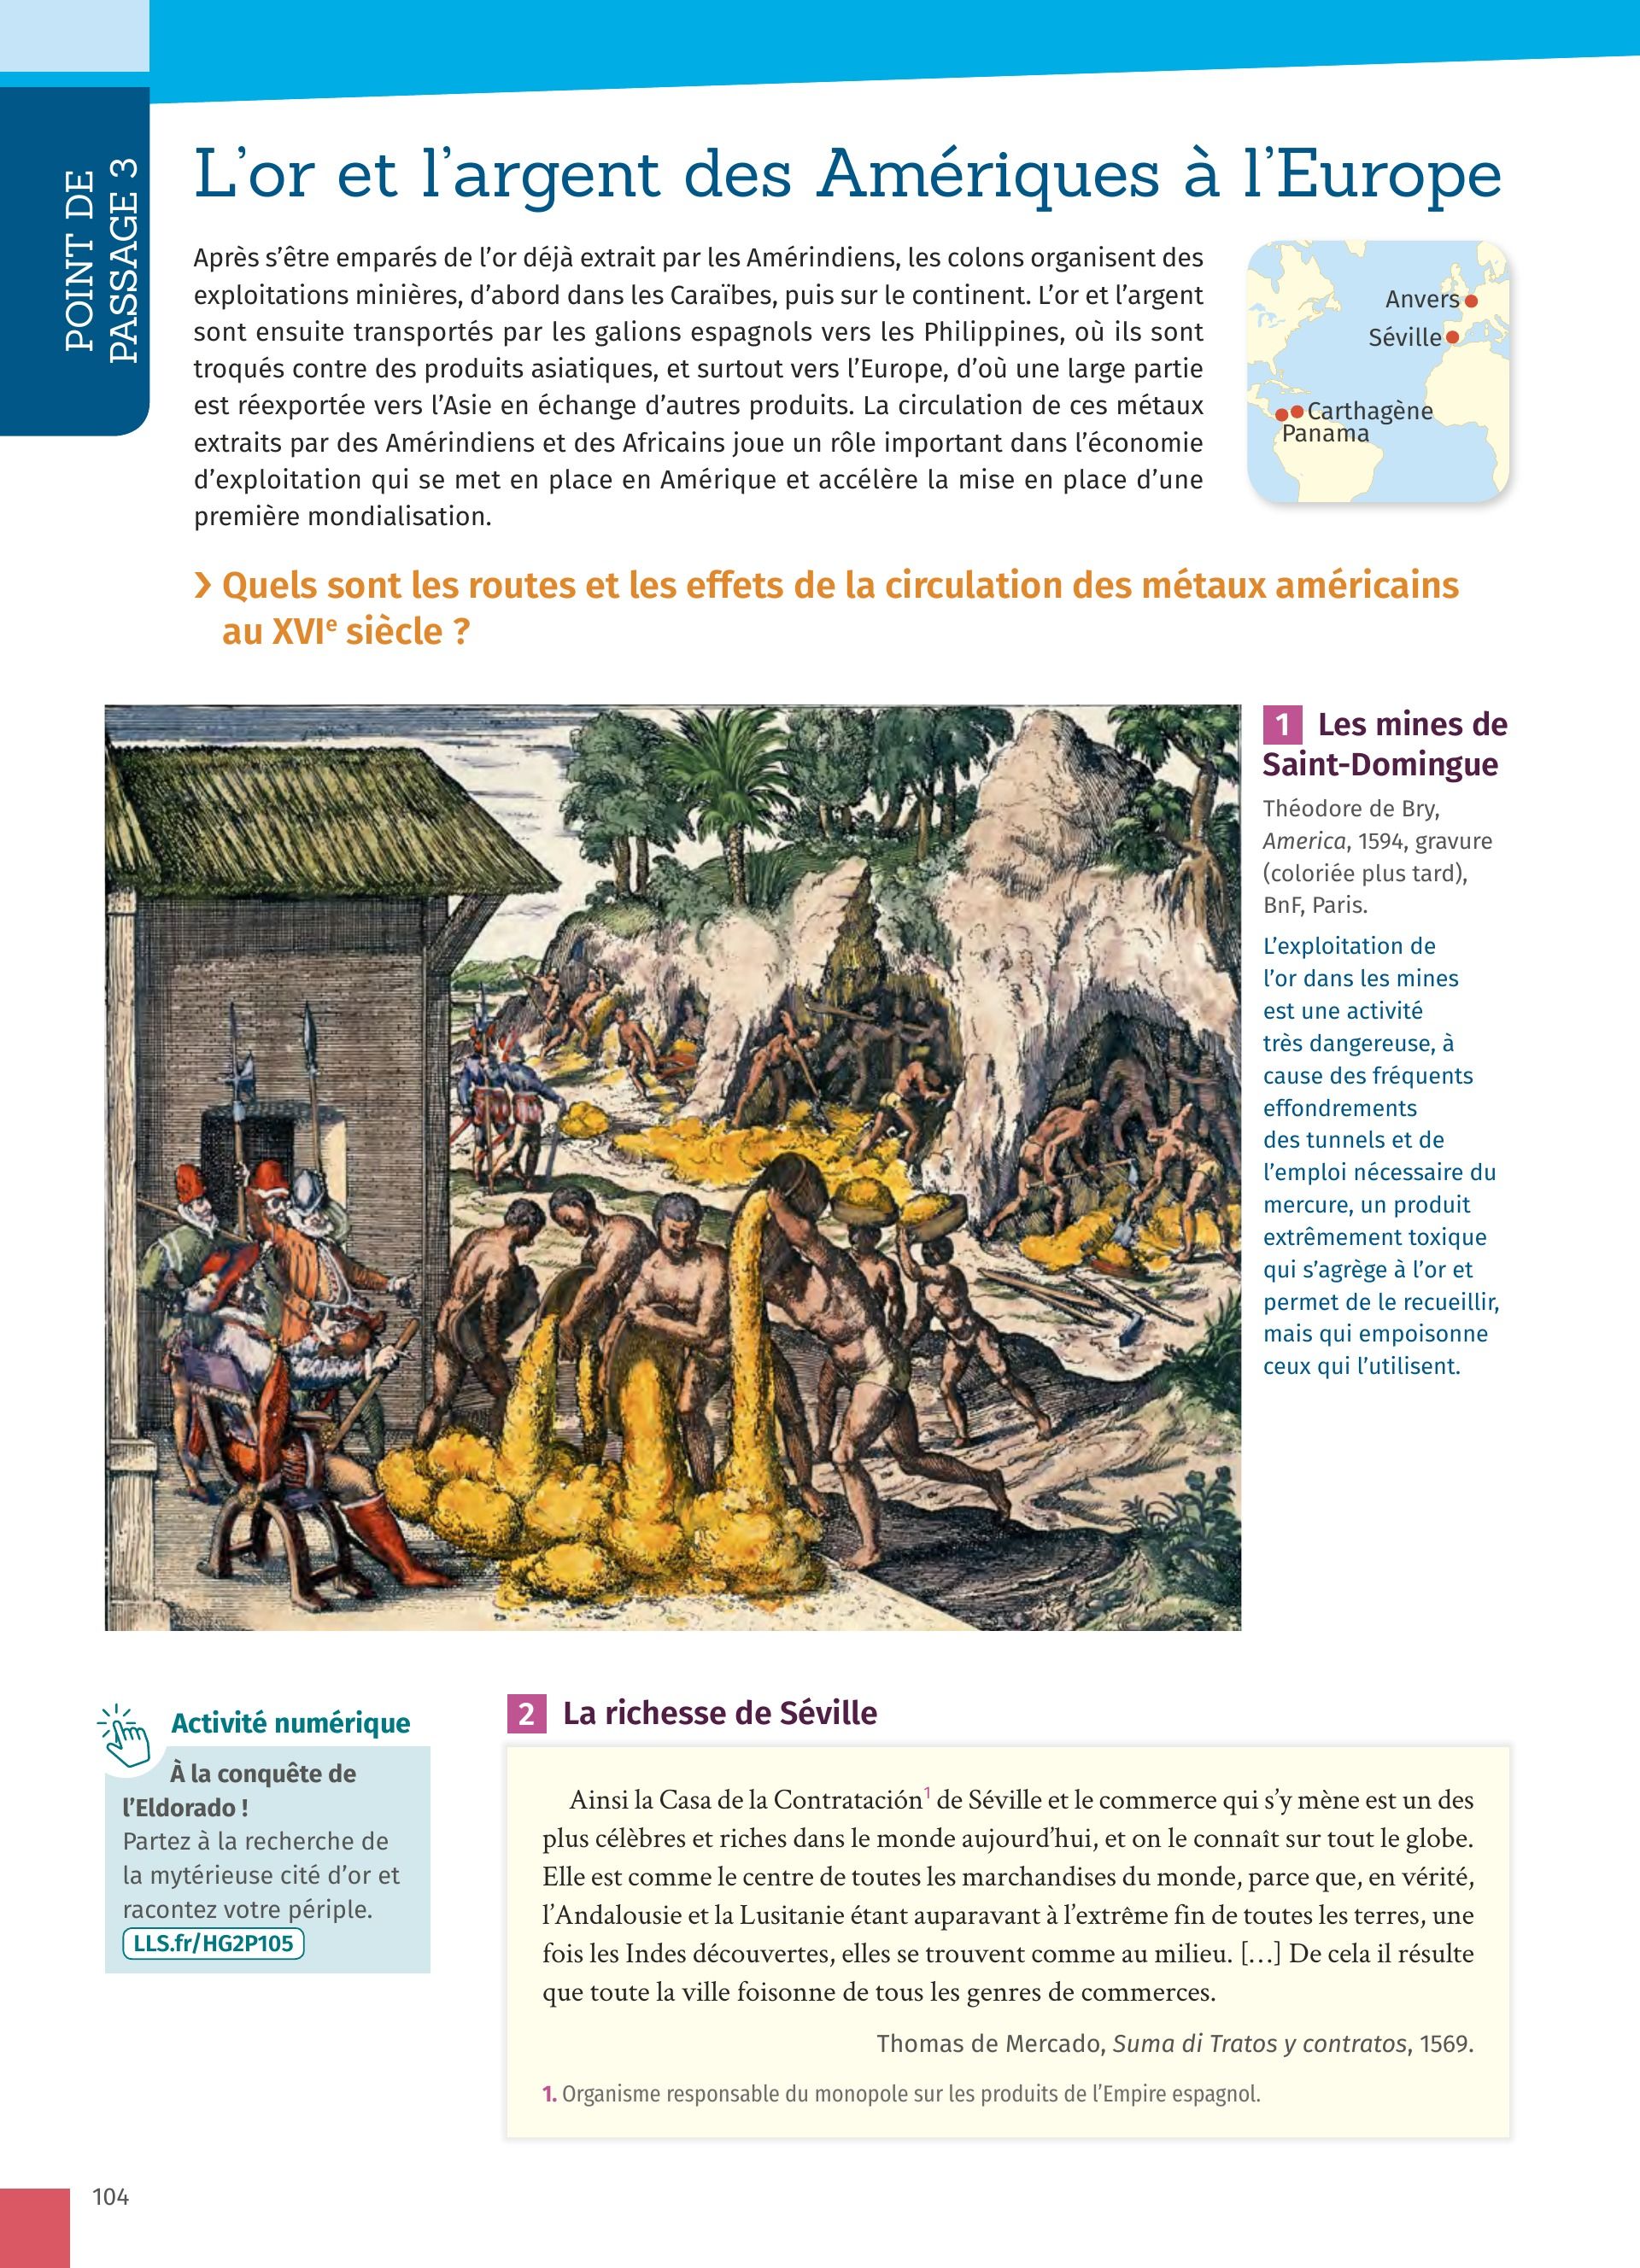 POINT DE
PASSAGE 3
L'or et l'argent des Amériques à l'Europe
Après s'être emparés de l'or déjà extrait par les Amérindiens, les colons organisent des
exploitations minières, d'abord dans les Caraïbes, puis sur le continent. L'or et l'argent
sont ensuite transportés par les galions espagnols vers les Philippines, où ils sont
troqués contre des produits asiatiques, et surtout vers l'Europe, d'où une large partie
est réexportée vers l'Asie en échange d'autres produits. La circulation de ces métaux
extraits par des Amérindiens et des Africains joue un rôle important dans l'économie
d'exploitation qui se met en place en Amérique et accélère la mise en place d'une
première mondialisation.
Anvers
Séville
Carthagène
Panama
› Quels sont les routes et les effets de la circulation des métaux américains
au XVIe siècle ?
1 Les mines de
Saint-Domingue
Théodore de Bry,
America, 1594, gravure
(coloriée plus tard),
BnF, Paris.
L'exploitation de
l'or dans les mines
est une activité
très dangereuse, à
cause des fréquents
effondrements
des tunnels et de
l'emploi nécessaire du
mercure, un produit
extrêmement toxique
qui s'agrège à l'or et
permet de le recueillir,
mais qui empoisonne
ceux qui l'utilisent.
Activité numérique
À la conquête de
l'Eldorado !
Partez à la recherche de
la mytérieuse cité d'or et
racontez votre périple.
LLS.fr/HG2P105
2 La richesse de Séville
Ainsi la Casa de la Contratación1 de Séville et le commerce qui s'y mène est un des
plus célèbres et riches dans le monde aujourd'hui, et on le connaît sur tout le globe.
Elle est comme le centre de toutes les marchandises du monde, parce que, en vérité,
l'Andalousie et la Lusitanie étant auparavant à l'extrême fin de toutes les terres, une
fois les Indes découvertes, elles se trouvent comme au milieu. […] De cela il résulte
que toute la ville foisonne de tous les genres de commerces.
Thomas de Mercado, Suma di Tratos y contratos, 1569.
1. Organisme responsable du monopole sur les produits de l'Empire espagnol.
104